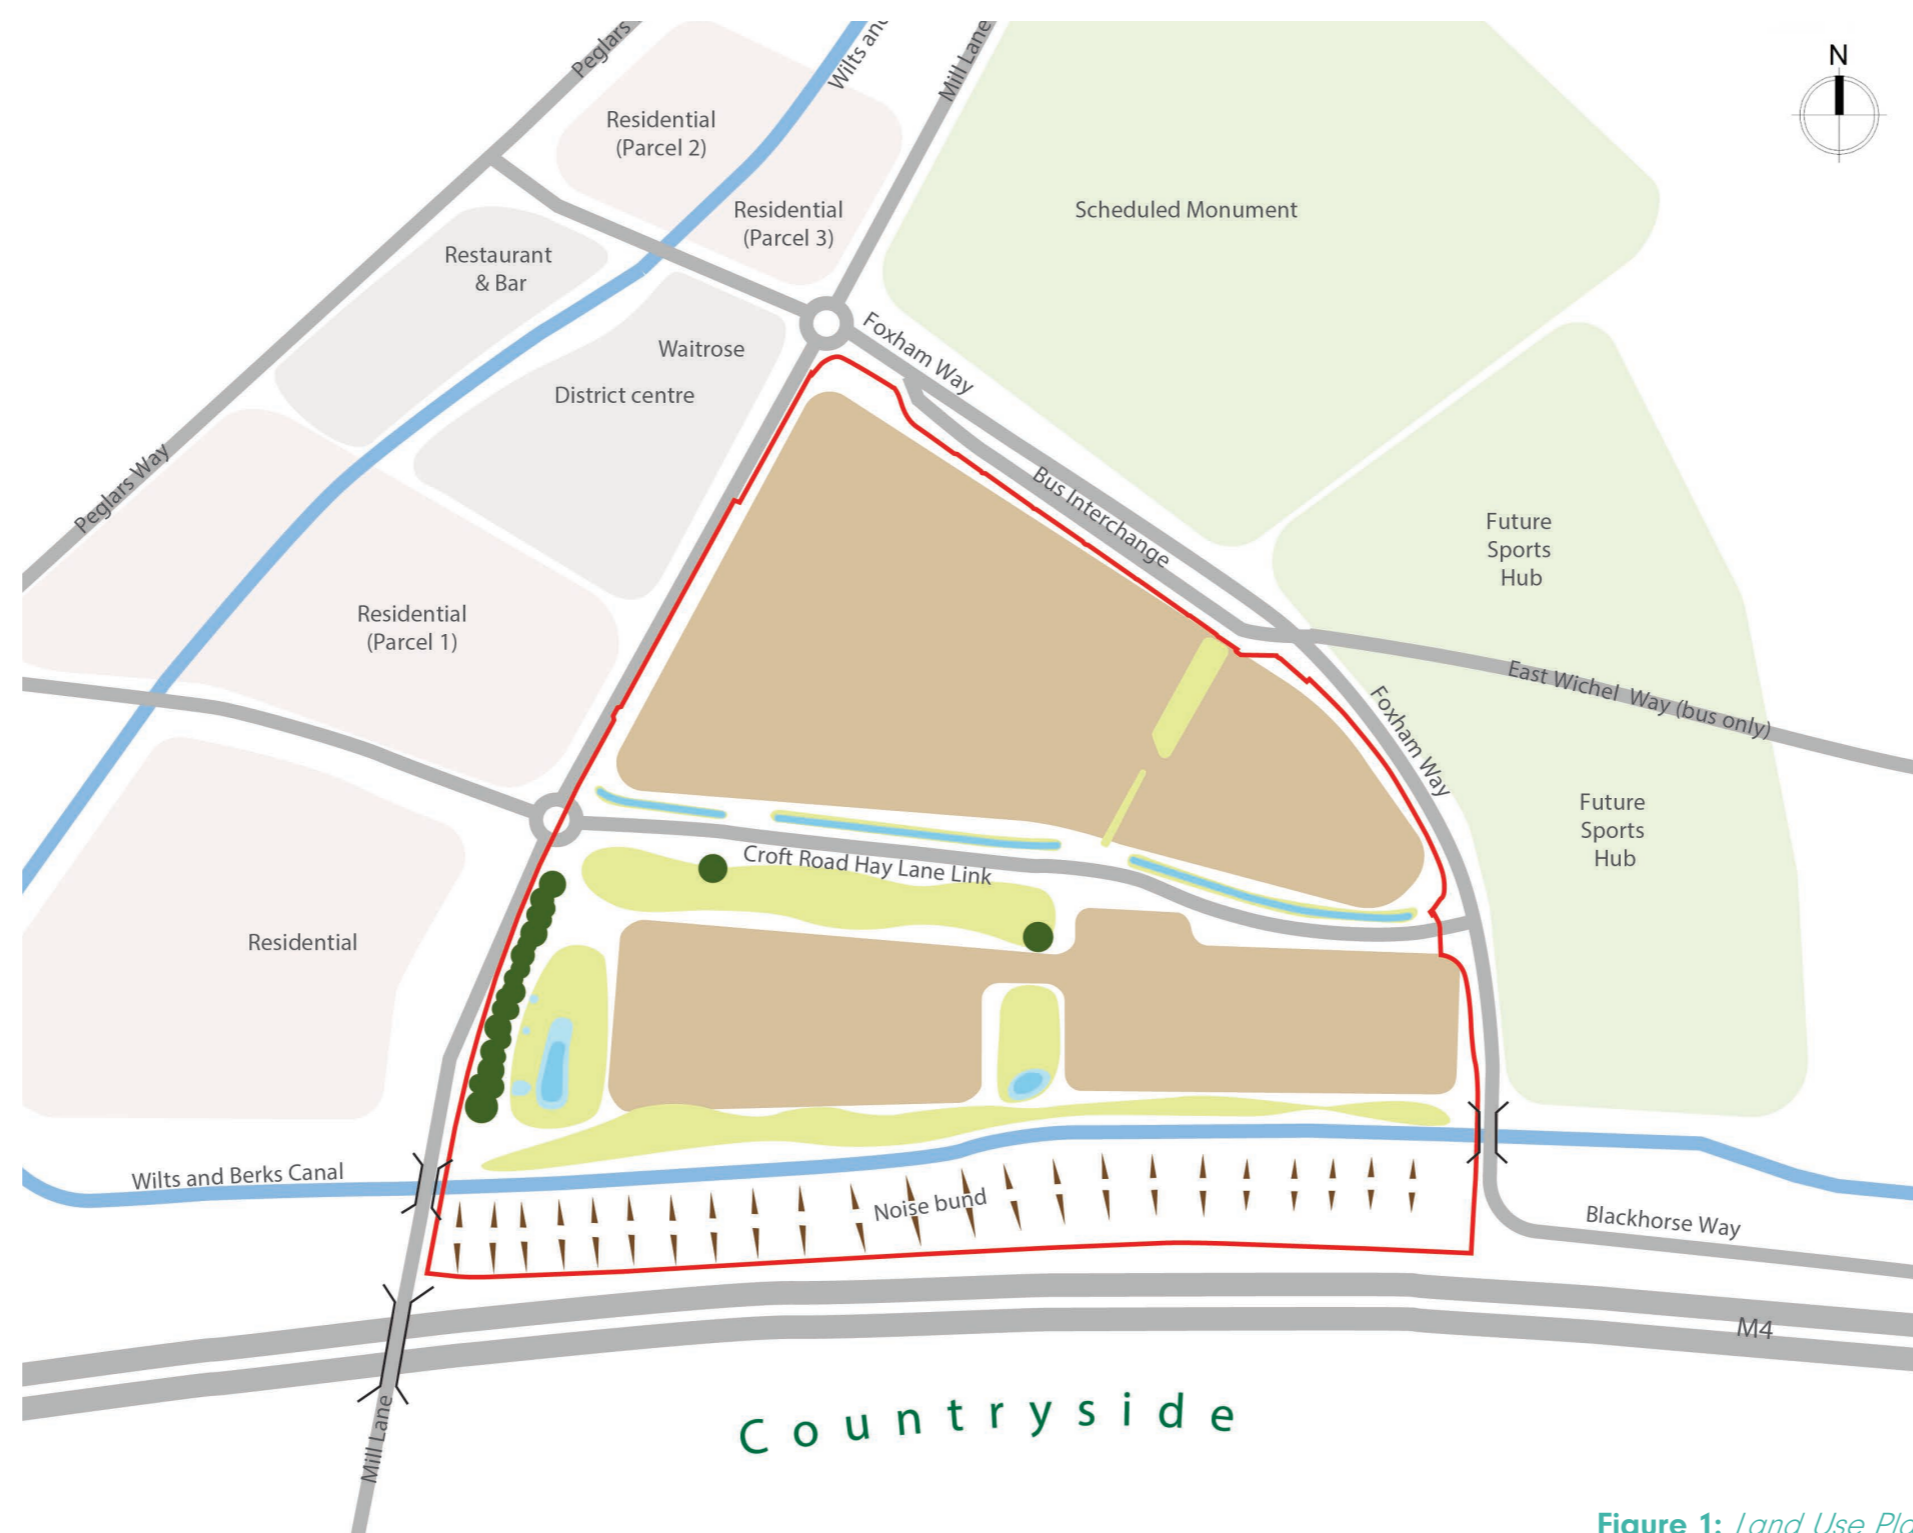 Peglars
Wilts and
Mill Lane
N
Residential
(Parcel 2)
Residential
(Parcel 3)
Scheduled Monument
Restaurant
& Bar
Foxham Way
Waitrose
District centre
Peglars Way
Bus Interchange
Future
Sports
Hub
Residential
(Parcel 1)
East Wichel Way (bus only)
Foxham Way
Future
Sports
Hub
Croft Road Hay Lane Link
Residential
Wilts and Berks Canal
Noise bund
Blackhorse Way
M4
Countryside
Mill Lane
Figure 1: Land Use Pla